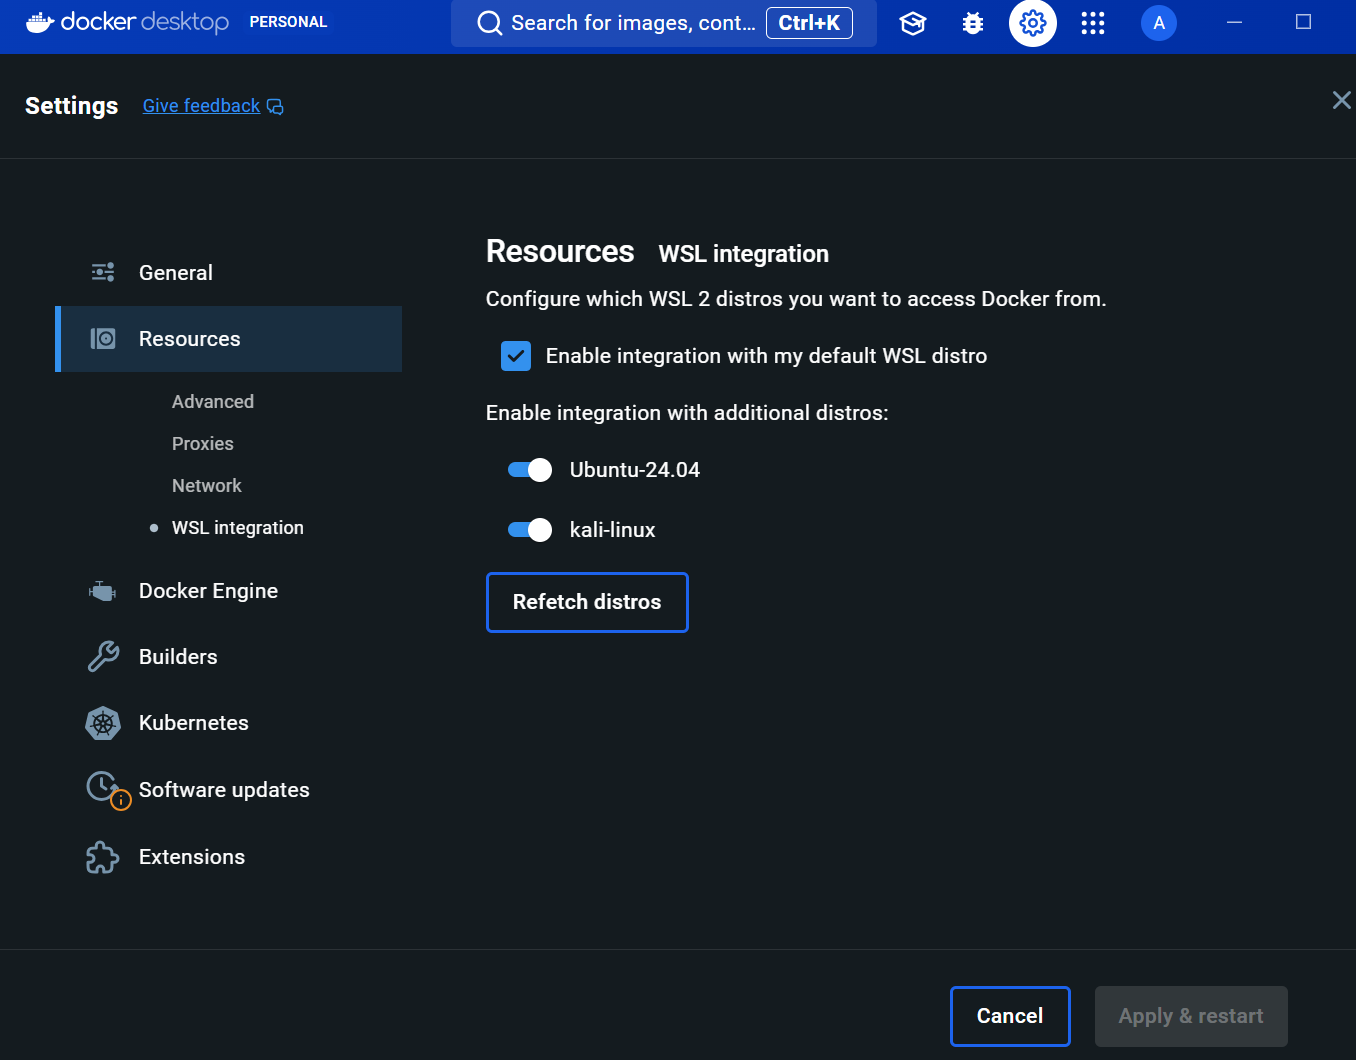 docker desktop PERSONAL Search for images, cont... Ctrl+K A
Settings Give feedback
General
Resources
Advanced
Proxies
Network
WSL integration
Docker Engine
Builders
Kubernetes
Software updates
Extensions
Resources WSL integration
Configure which WSL 2 distros you want to access Docker from.
Enable integration with my default WSL distro
Enable integration with additional distros:
Ubuntu-24.04
kali-linux
Refetch distros
Cancel Apply & restart